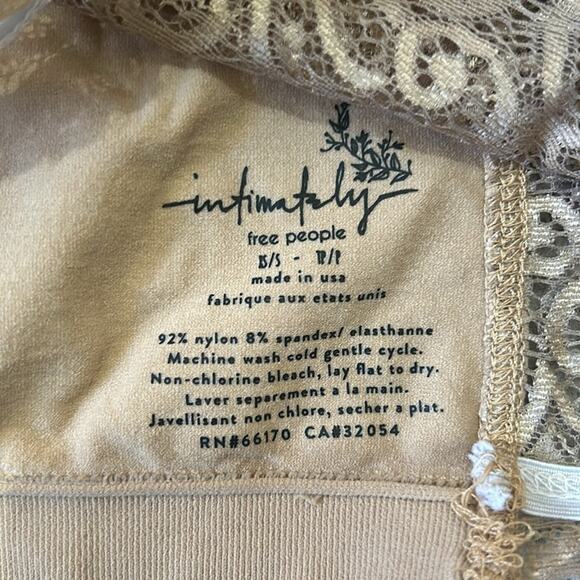 intimately
free people
XS/S - TP/P
made in usa
fabrique aux etats unis
92% nylon 8% spandex/ elasthanne
Machine wash cold gentle cycle.
Non-chlorine bleach, lay flat to dry.
Laver separement a la main.
Javellisant non chlore, secher a plat.
RN#66170 CA#32054